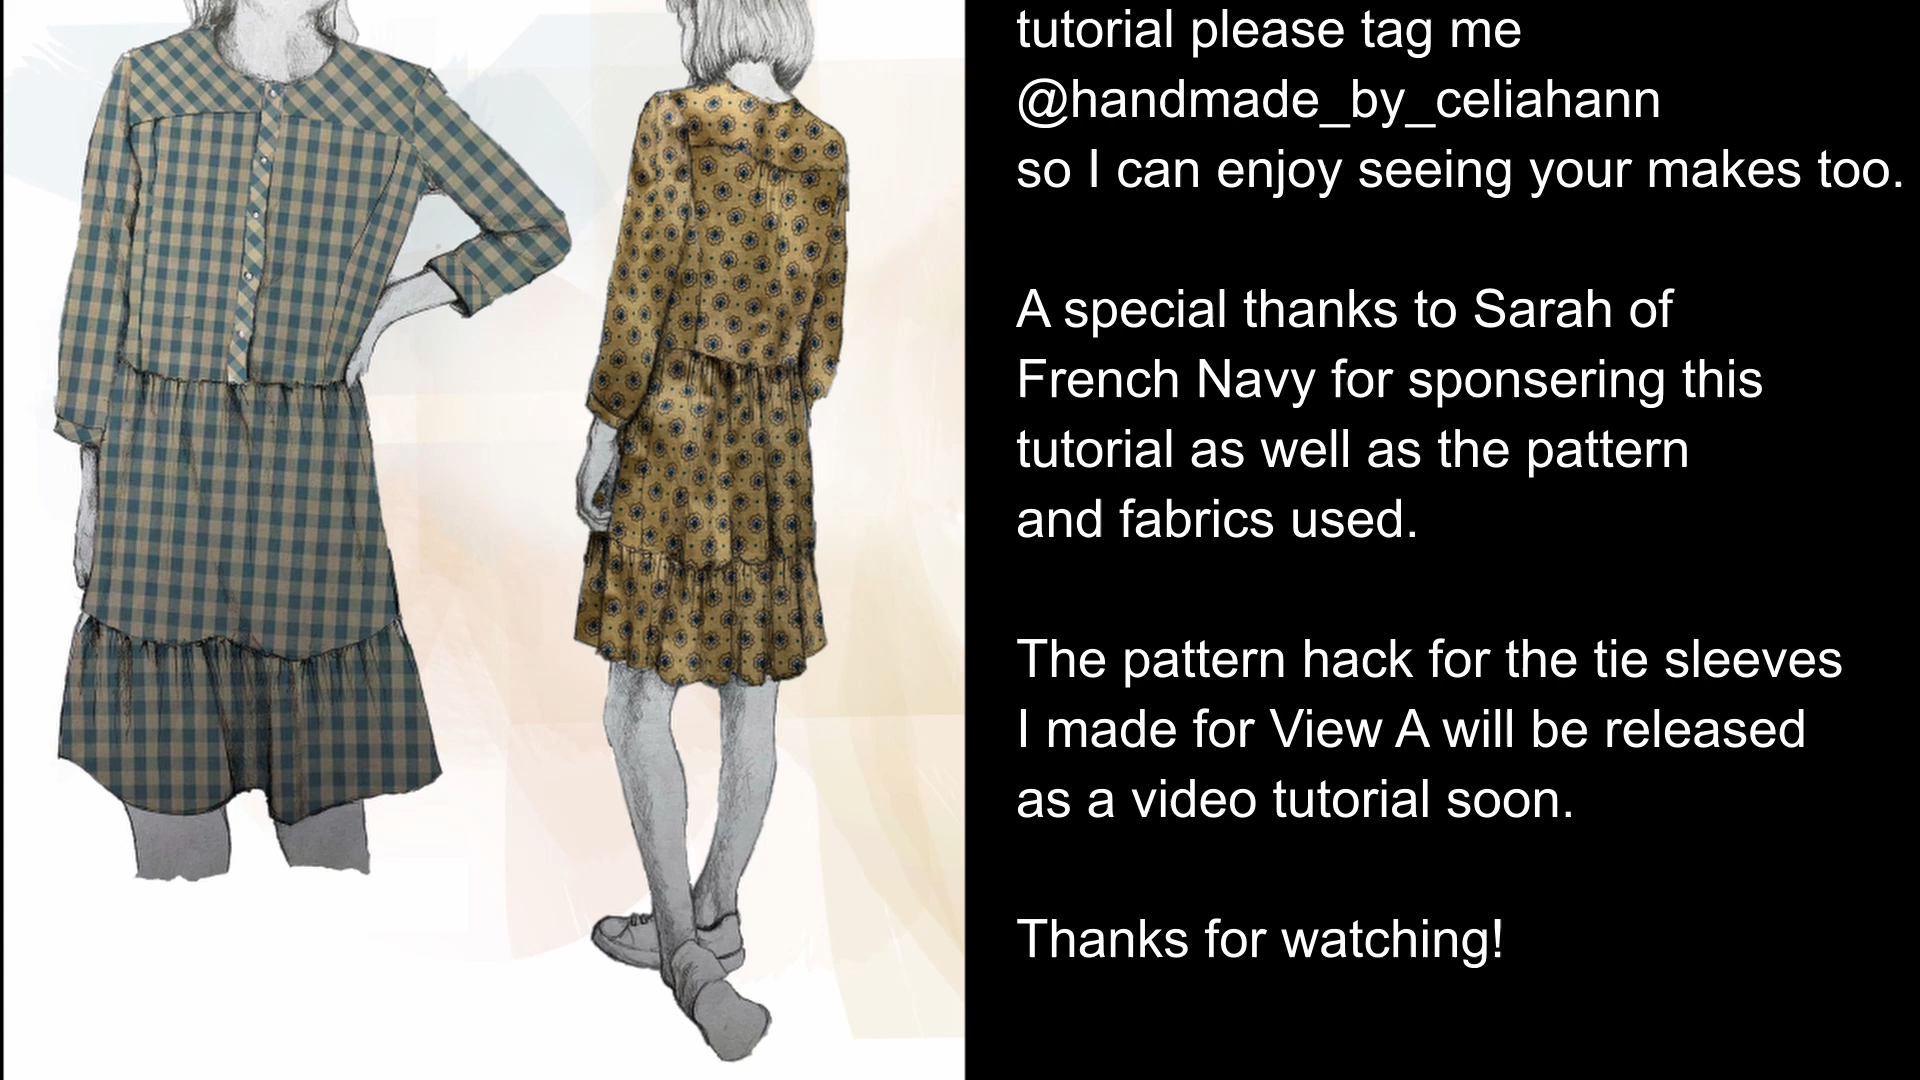 tutorial please tag me
@handmade_by_celiahann
so I can enjoy seeing your makes too.
A special thanks to Sarah of
French Navy for sponsering this
tutorial as well as the pattern
and fabrics used.
The pattern hack for the tie sleeves
I made for View A will be released
as a video tutorial soon.
Thanks for watching!